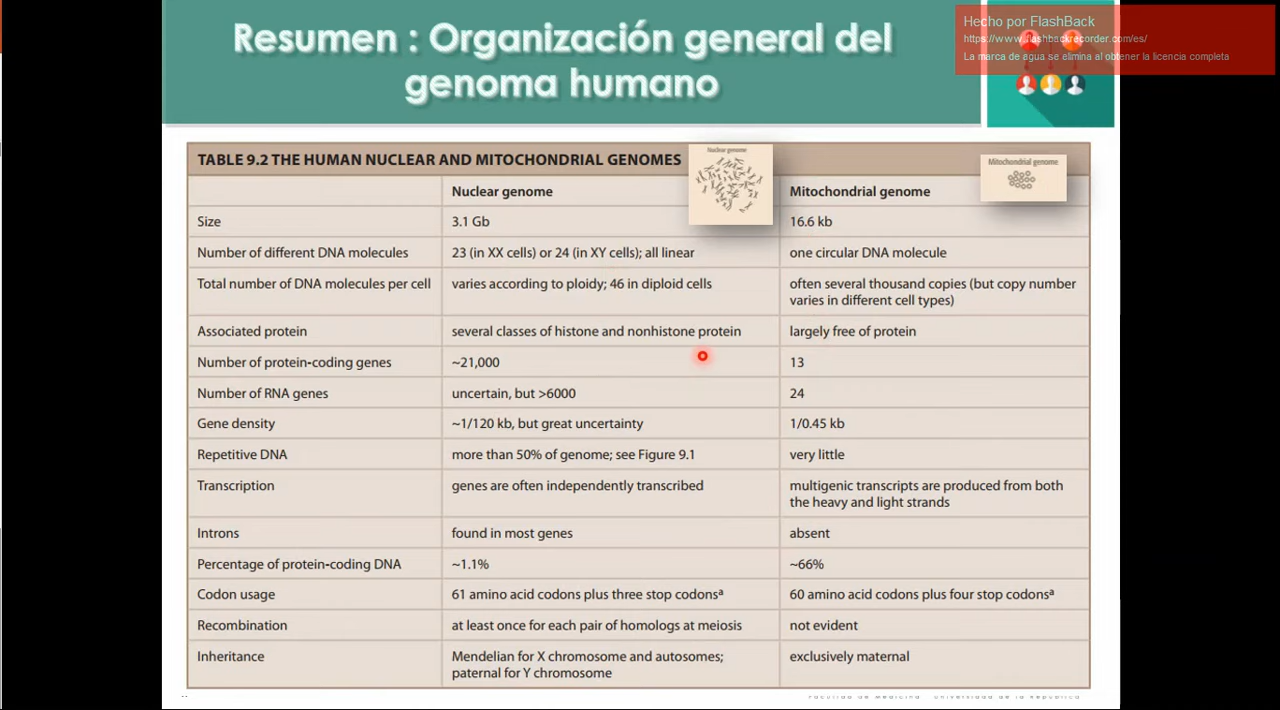 Resumen : Organización general del
genoma humano
Hecho por FlashBack
https://www.flashbackrecorder.com/es/
La marca de agua se elimina al obtener la licencia completa
TABLE 9.2 THE HUMAN NUCLEAR AND MITOCHONDRIAL GENOMES
Nuclear genome
Mitochondrial genome
Nuclear genome
Mitochondrial genome
Size
3.1 Gb
16.6 kb
Number of different DNA molecules
23 (in XX cells) or 24 (in XY cells); all linear
one circular DNA molecule
Total number of DNA molecules per cell
varies according to ploidy; 46 in diploid cells
often several thousand copies (but copy number
varies in different cell types)
Associated protein
several classes of histone and nonhistone protein
largely free of protein
Number of protein-coding genes
~21,000
13
Number of RNA genes
uncertain, but >6000
24
Gene density
~1/120 kb, but great uncertainty
1/0.45 kb
Repetitive DNA
more than 50% of genome; see Figure 9.1
very little
Transcription
genes are often independently transcribed
multigenic transcripts are produced from both
the heavy and light strands
Introns
found in most genes
absent
Percentage of protein-coding DNA
~1.1%
~66%
Codon usage
61 amino acid codons plus three stop codonsª
60 amino acid codons plus four stop codonsª
Recombination
at least once for each pair of homologs at meiosis
not evident
Inheritance
Mendelian for X chromosome and autosomes;
paternal for Y chromosome
exclusively maternal